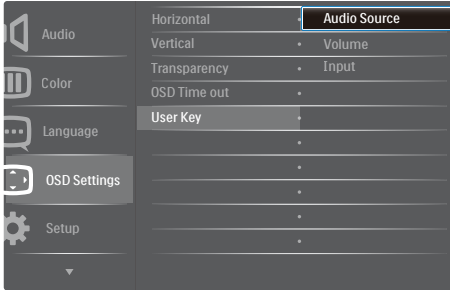 Audio
Color
Language
OSD Settings
Setup
Horizontal
Vertical
Transparency
OSD Time out
User Key
Audio Source
Volume
Input